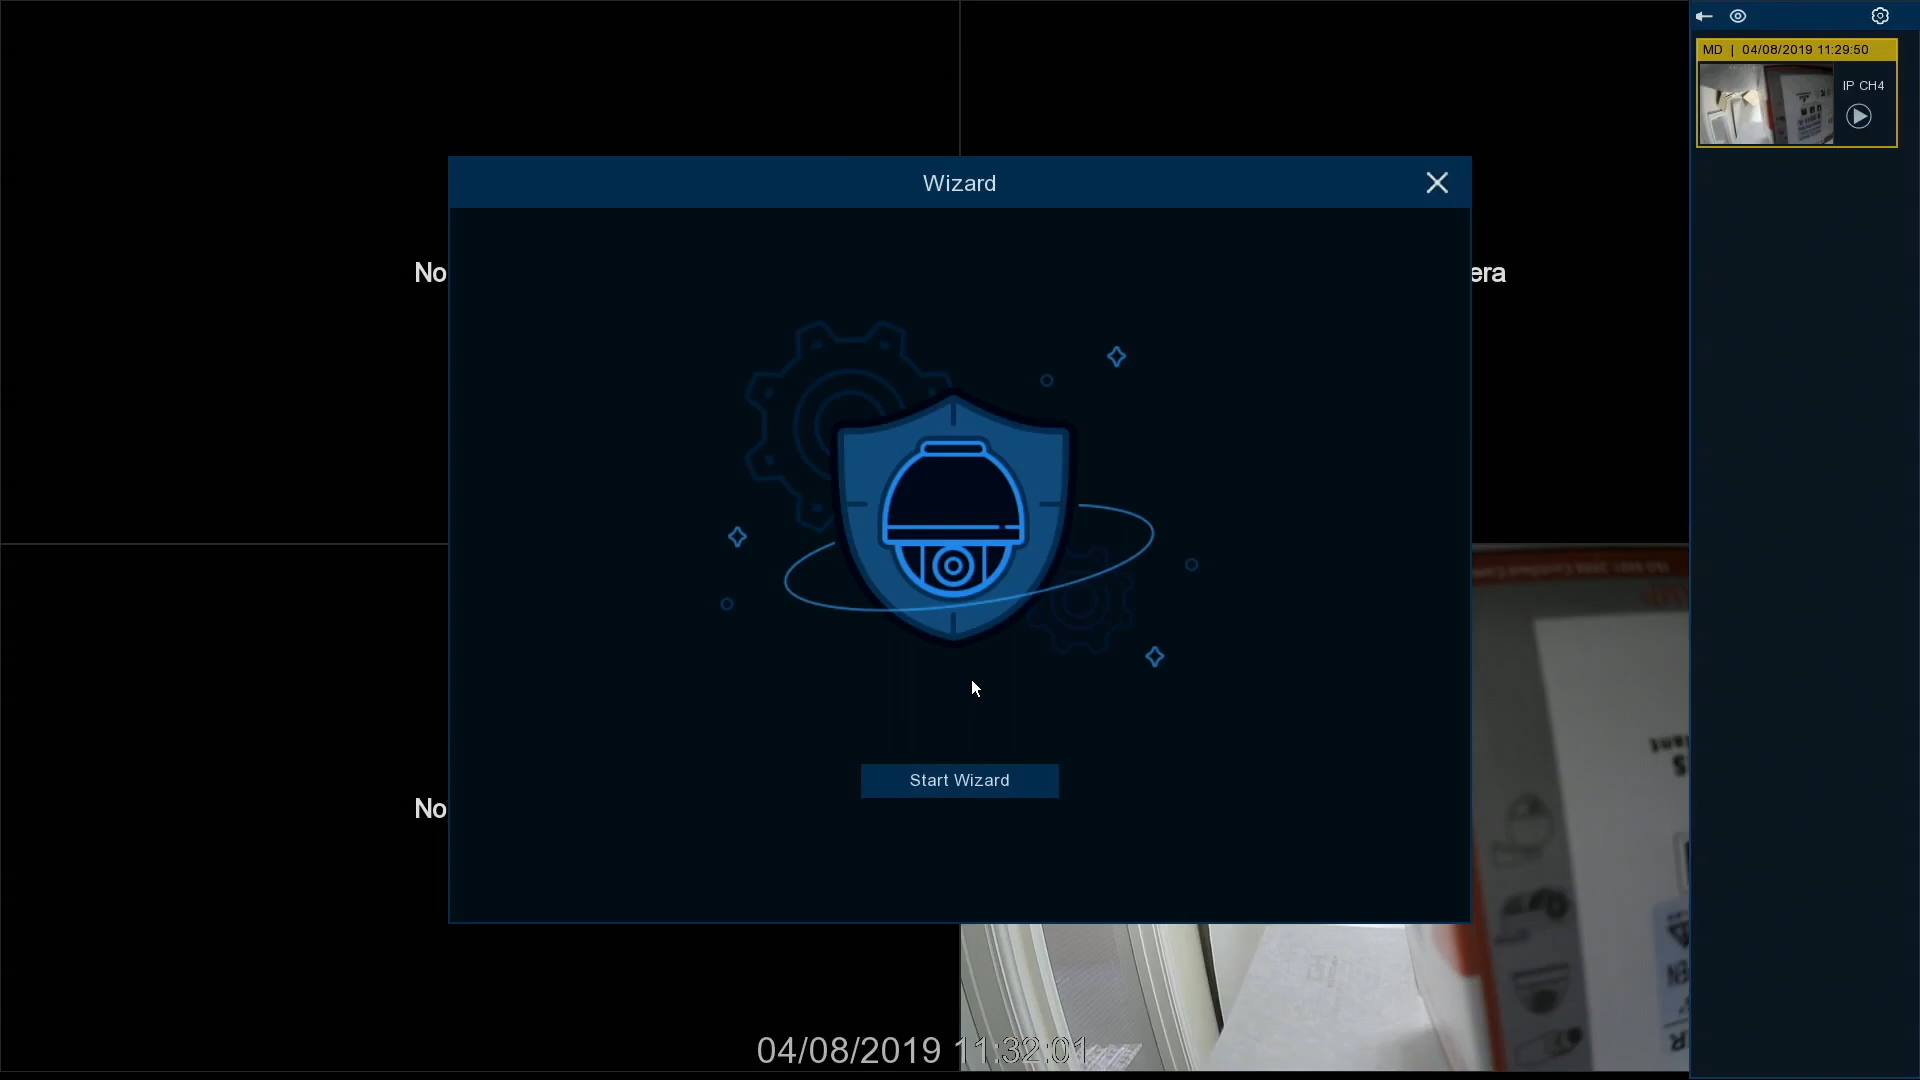 MD | 04/08/2019 11:29:50
IP CH4
Wizard
No
era
Start Wizard
No
04/08/2019 11:32:01